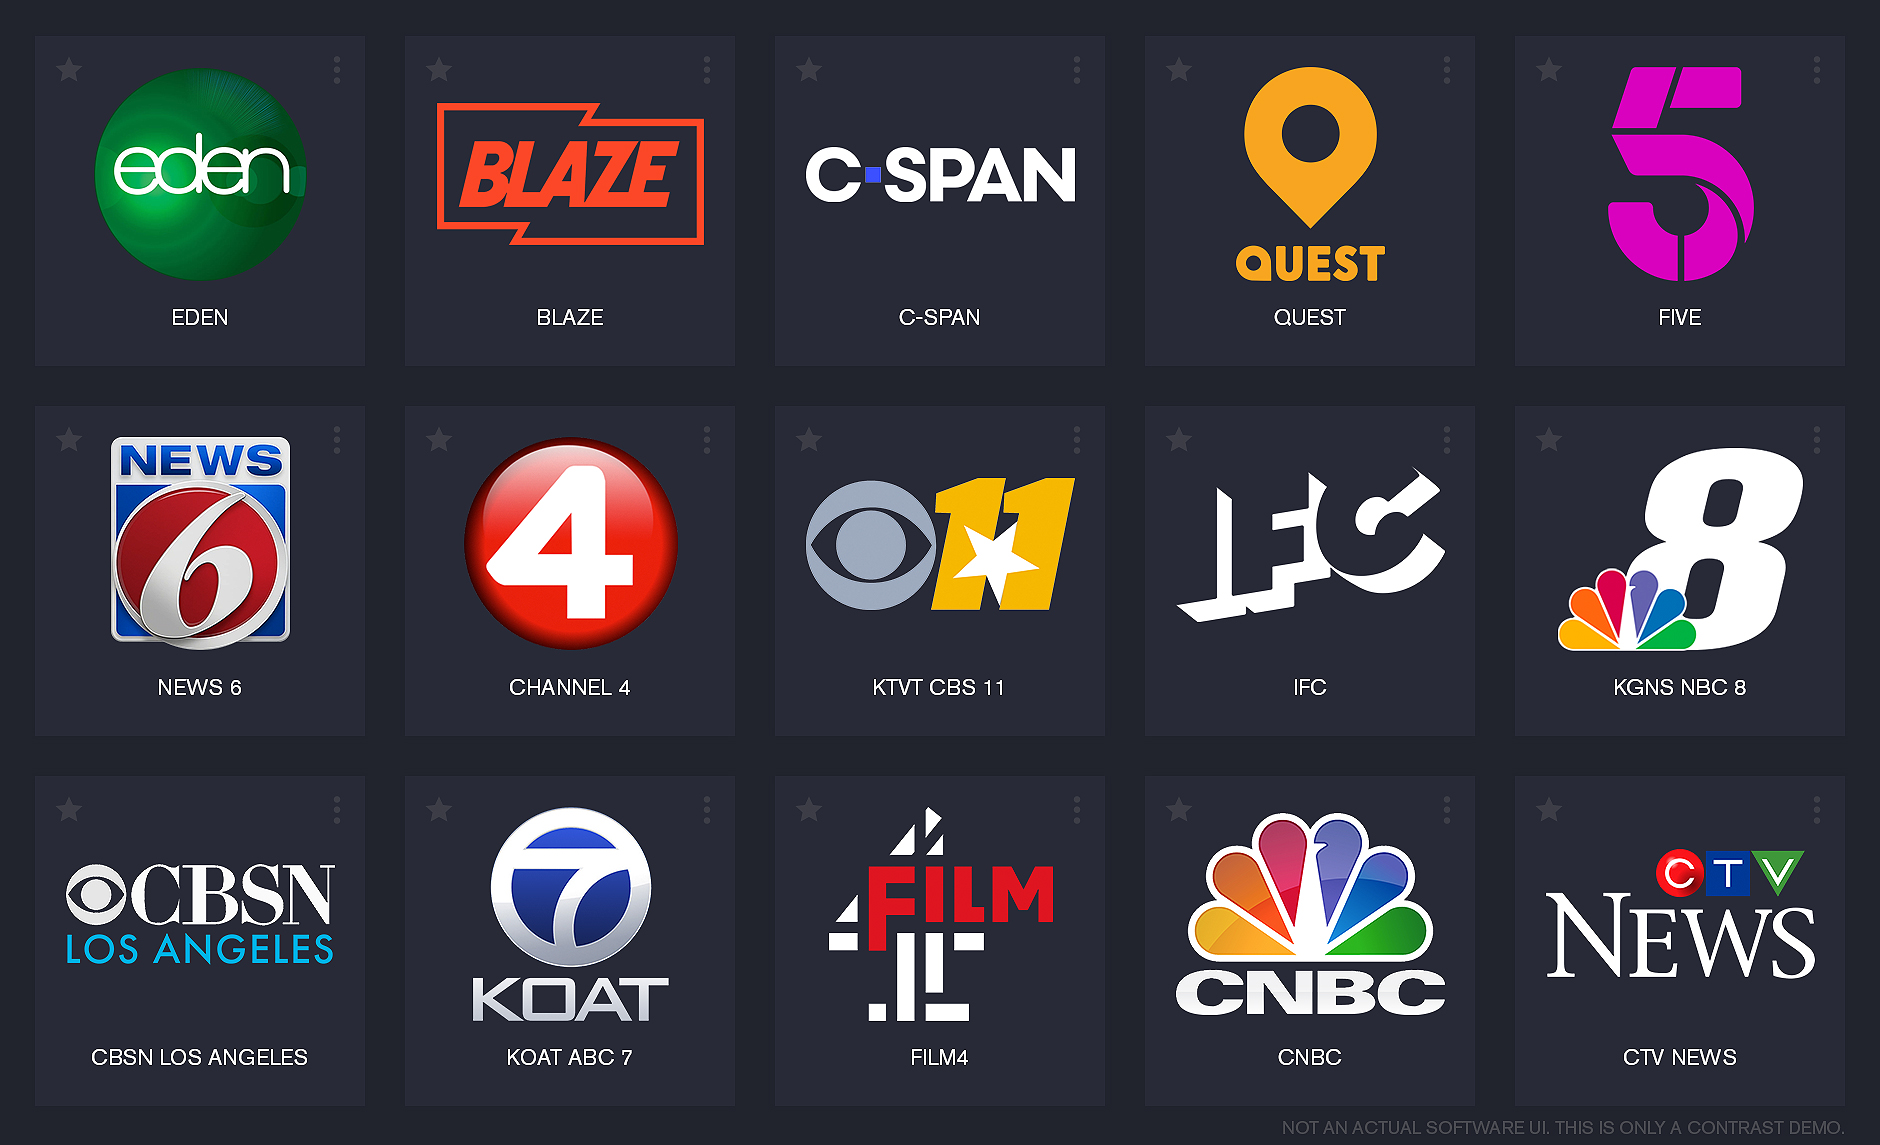 eden
EDEN
BLAZE
BLAZE
C-SPAN
C-SPAN
QUEST
QUEST
5
FIVE
NEWS
6
NEWS 6
4
CHANNEL 4
11
KTVT CBS 11
IFC
IFC
8
KGNS NBC 8
CBSN
LOS ANGELES
CBSN LOS ANGELES
7
KOAT
KOAT ABC 7
FILM
4
FILM4
CNBC
CNBC
CTV
NEWS
CTV NEWS
NOT AN ACTUAL SOFTWARE UI. THIS IS ONLY A CONTRAST DEMO.